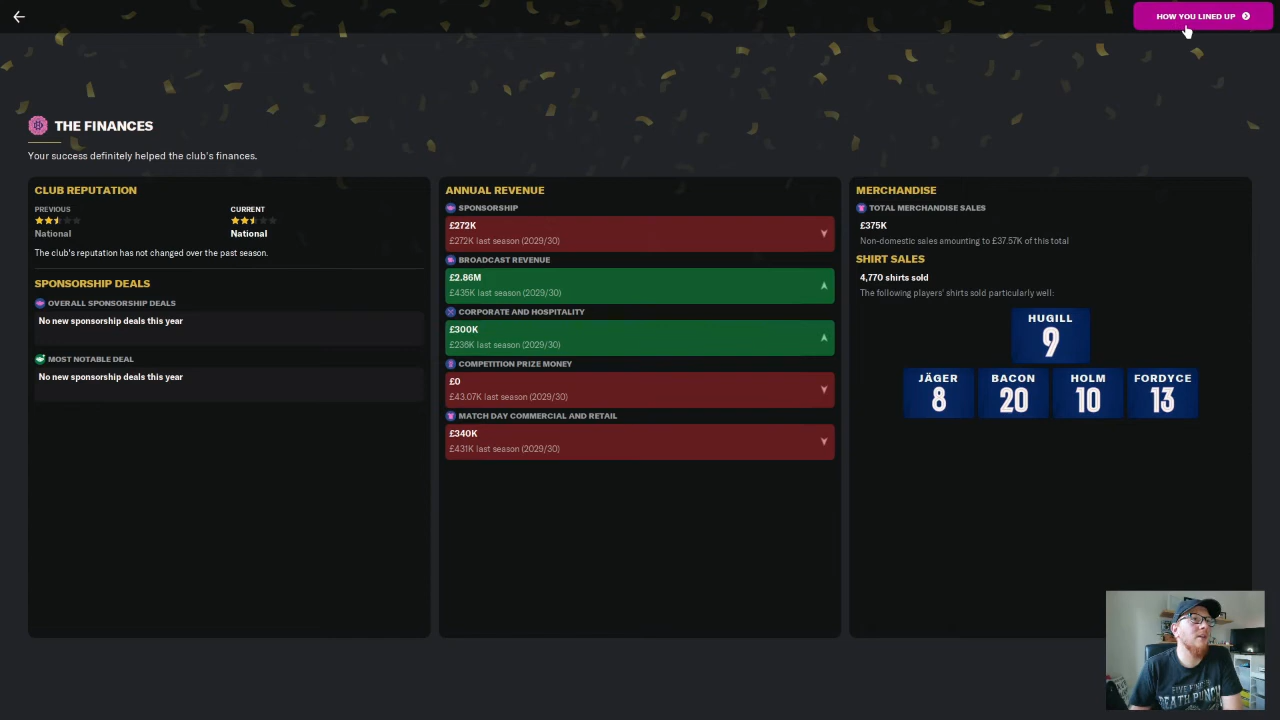 HOW YOU LINED UP
THE FINANCES
Your success definitely helped the club's finances.
CLUB REPUTATION
PREVIOUS
National
CURRENT
National
The club's reputation has not changed over the past season.
SPONSORSHIP DEALS
OVERALL SPONSORSHIP DEALS
No new sponsorship deals this year
MOST NOTABLE DEAL
No new sponsorship deals this year
ANNUAL REVENUE
SPONSORSHIP
£272K
£272K last season (2029/30)
BROADCAST REVENUE
£2.86M
£435K last season (2029/30)
CORPORATE AND HOSPITALITY
£300K
£236K last season (2029/30)
COMPETITION PRIZE MONEY
£0
£43.07K last season (2029/30)
MATCH DAY COMMERCIAL AND RETAIL
£340K
£431K last season (2029/30)
MERCHANDISE
TOTAL MERCHANDISE SALES
£375K
Non-domestic sales amounting to £37.57K of this total
SHIRT SALES
4,770 shirts sold
The following players' shirts sold particularly well:
HUGILL
9
JÄGER
8
BACON
20
HOLM
10
FORDYCE
13
FIVE FINGER
DEATH PUNCH